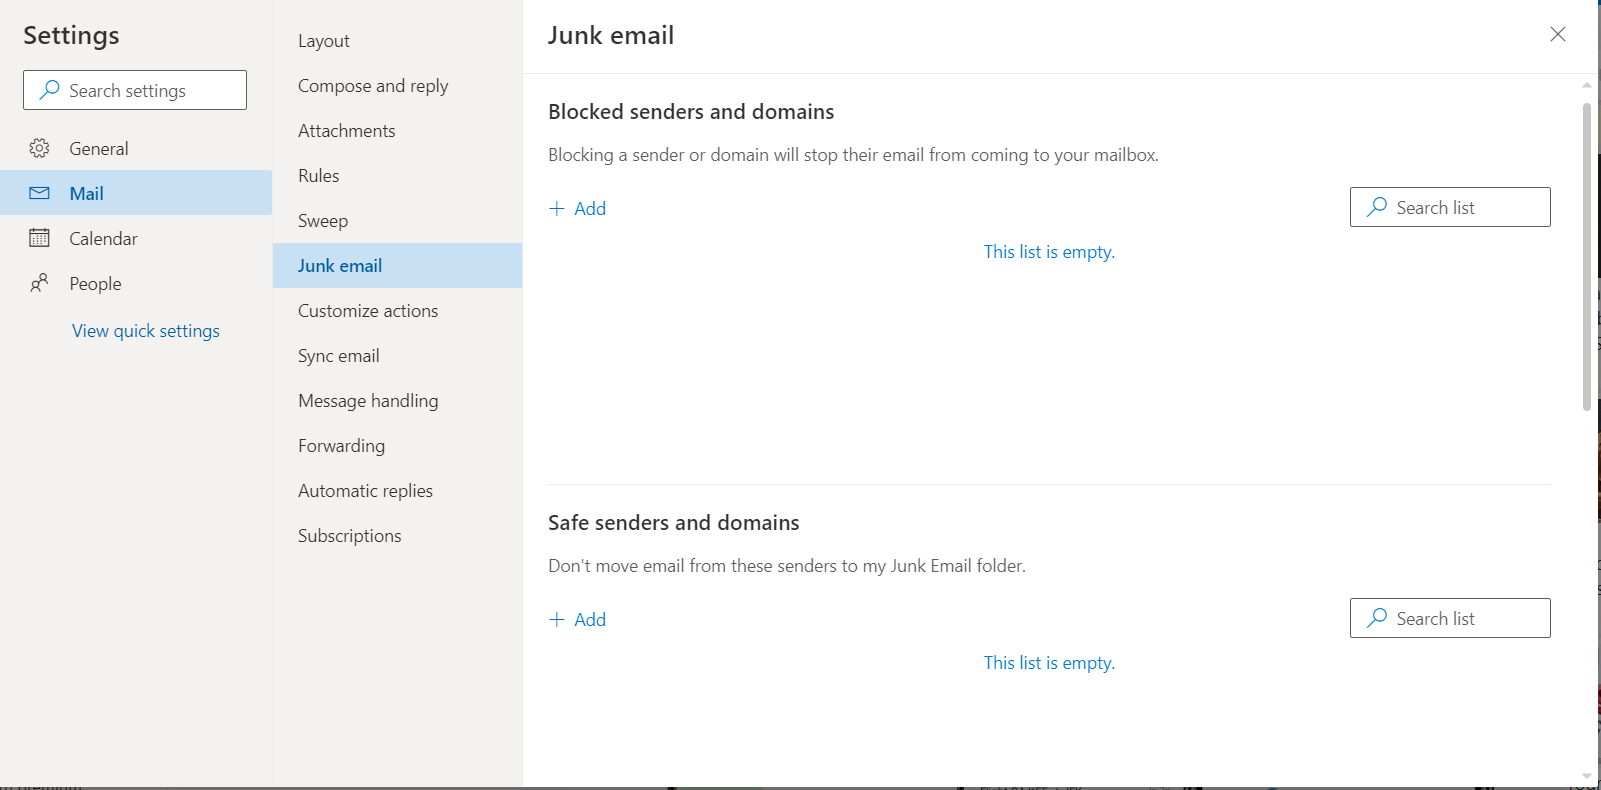 Settings
Search settings
General
Mail
Calendar
People
View quick settings
Layout
Compose and reply
Attachments
Rules
Sweep
Junk email
Customize actions
Sync email
Message handling
Forwarding
Automatic replies
Subscriptions
Junk email
Blocked senders and domains
Blocking a sender or domain will stop their email from coming to your mailbox.
Add
Search list
This list is empty.
Safe senders and domains
Don't move email from these senders to my Junk Email folder.
Add
Search list
This list is empty.